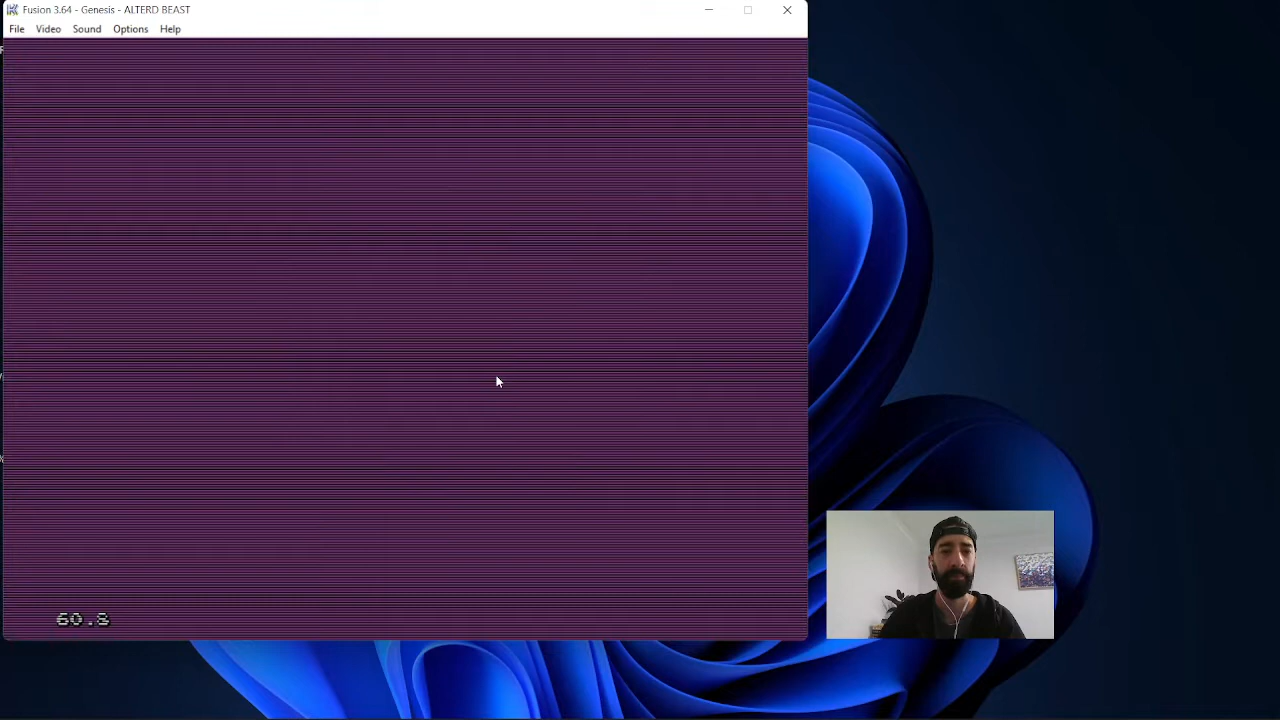 Fusion 3.64 - Genesis - ALTERD BEAST
File Video Sound Options Help
60.8